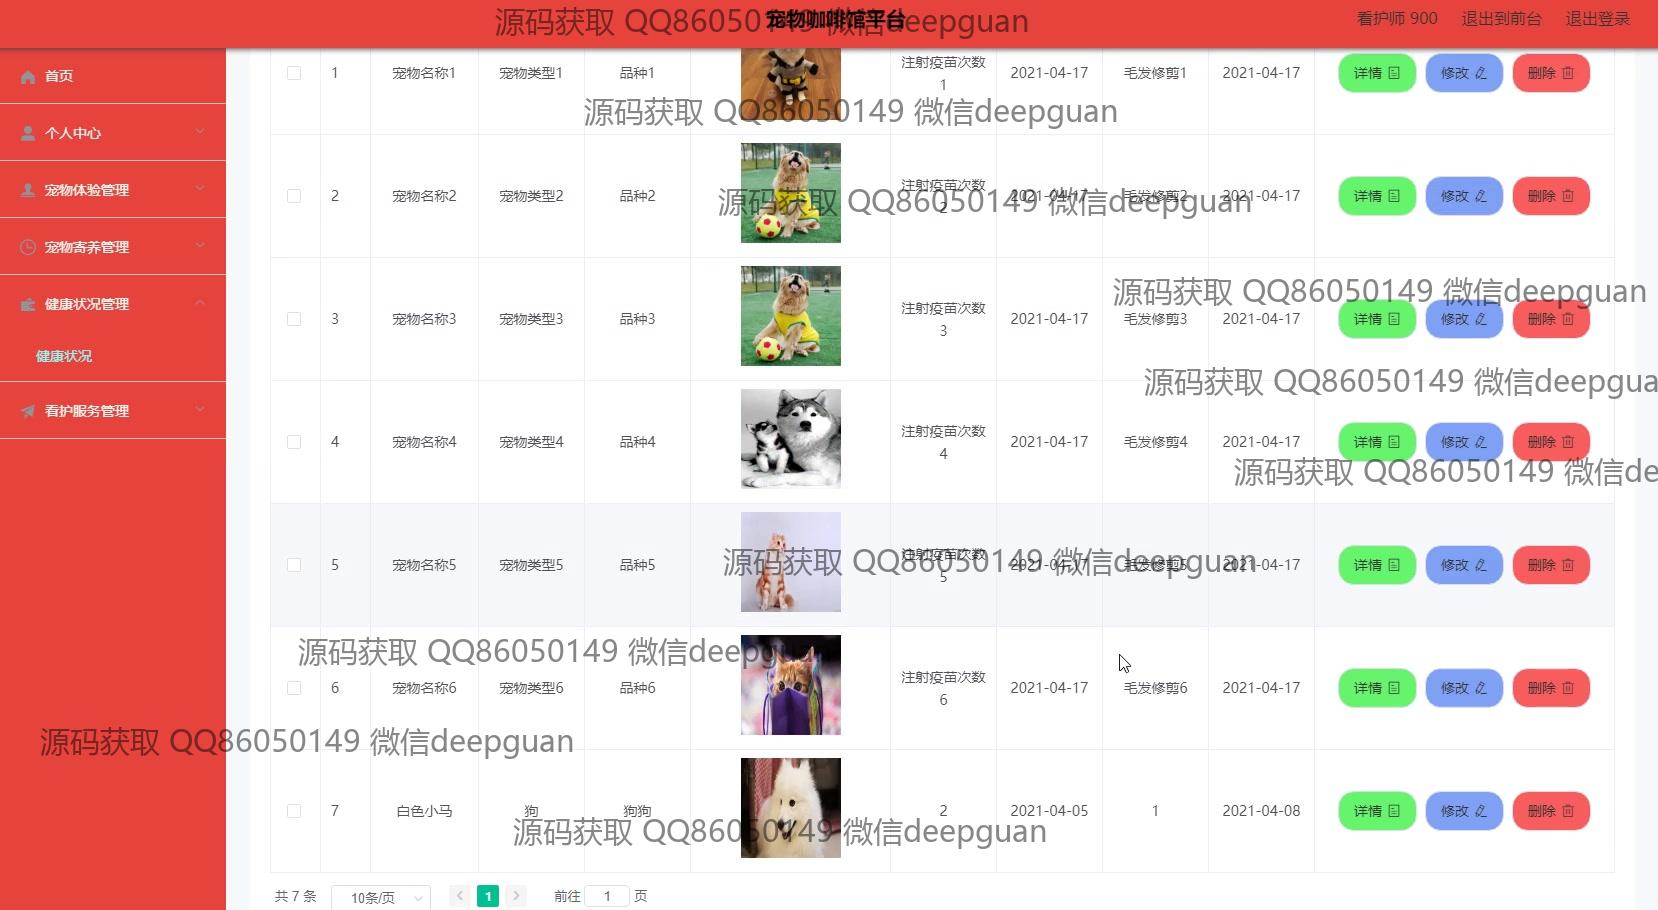 宠物咖啡馆平台
源码获取 QQ86050149 微信deepguan
看护师 900 退出到前台 退出登录
首页
个人中心
宠物体验管理
宠物寄养管理
健康状况管理
健康状况
看护服务管理
1 宠物名称1 宠物类型1 品种1 注射疫苗次数1 2021-04-17 毛发修剪1 2021-04-17 详情 修改 删除
源码获取 QQ86050149 微信deepguan
2 宠物名称2 宠物类型2 品种2 注射疫苗次数2 2021-04-17 毛发修剪2 2021-04-17 详情 修改 删除
源码获取 QQ86050149 微信deepguan
源码获取 QQ86050149 微信deepguan
3 宠物名称3 宠物类型3 品种3 注射疫苗次数3 2021-04-17 毛发修剪3 2021-04-17 详情 修改 删除
源码获取 QQ86050149 微信deepgua
4 宠物名称4 宠物类型4 品种4 注射疫苗次数4 2021-04-17 毛发修剪4 2021-04-17 详情 修改 删除
源码获取 QQ86050149 微信de
5 宠物名称5 宠物类型5 品种5 注射疫苗次数5 2021-04-17 毛发修剪5 2021-04-17 详情 修改 删除
源码获取 QQ86050149 微信deepguan
源码获取 QQ86050149 微信deepgu
6 宠物名称6 宠物类型6 品种6 注射疫苗次数6 2021-04-17 毛发修剪6 2021-04-17 详情 修改 删除
源码获取 QQ86050149 微信deepguan
7 白色小马 狗 狗狗 2 2021-04-05 1 2021-04-08 详情 修改 删除
源码获取 QQ86050149 微信deepguan
共 7 条 10条/页 1 前往 1 页